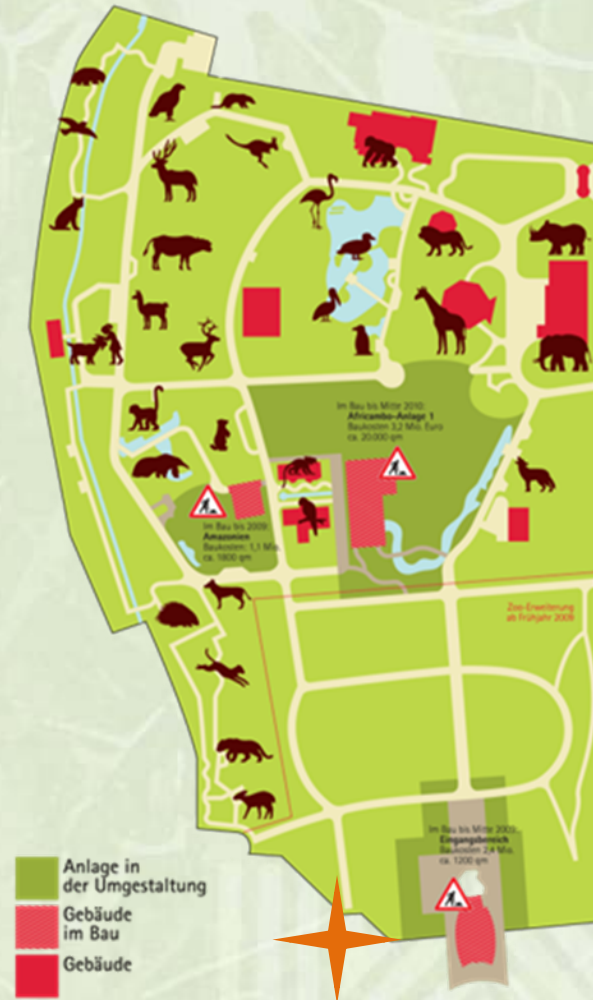 Im Bau bis Mitte 2010:
Africambo-Anlage 1
Baukosten 3,2 Mio. Euro
ca. 20.000 qm
Im Bau bis 2009:
Amazonien
Baukosten: 1,1 Mio.
ca. 1800 qm
Zoo-Erweiterung
ab Frühjahr 2009
Im Bau bis Mitte 2009:
Eingangsbereich
Baukosten 2,4 Mio.
ca. 1200 qm
Anlage in
der Umgestaltung
Gebäude
im Bau
Gebäude